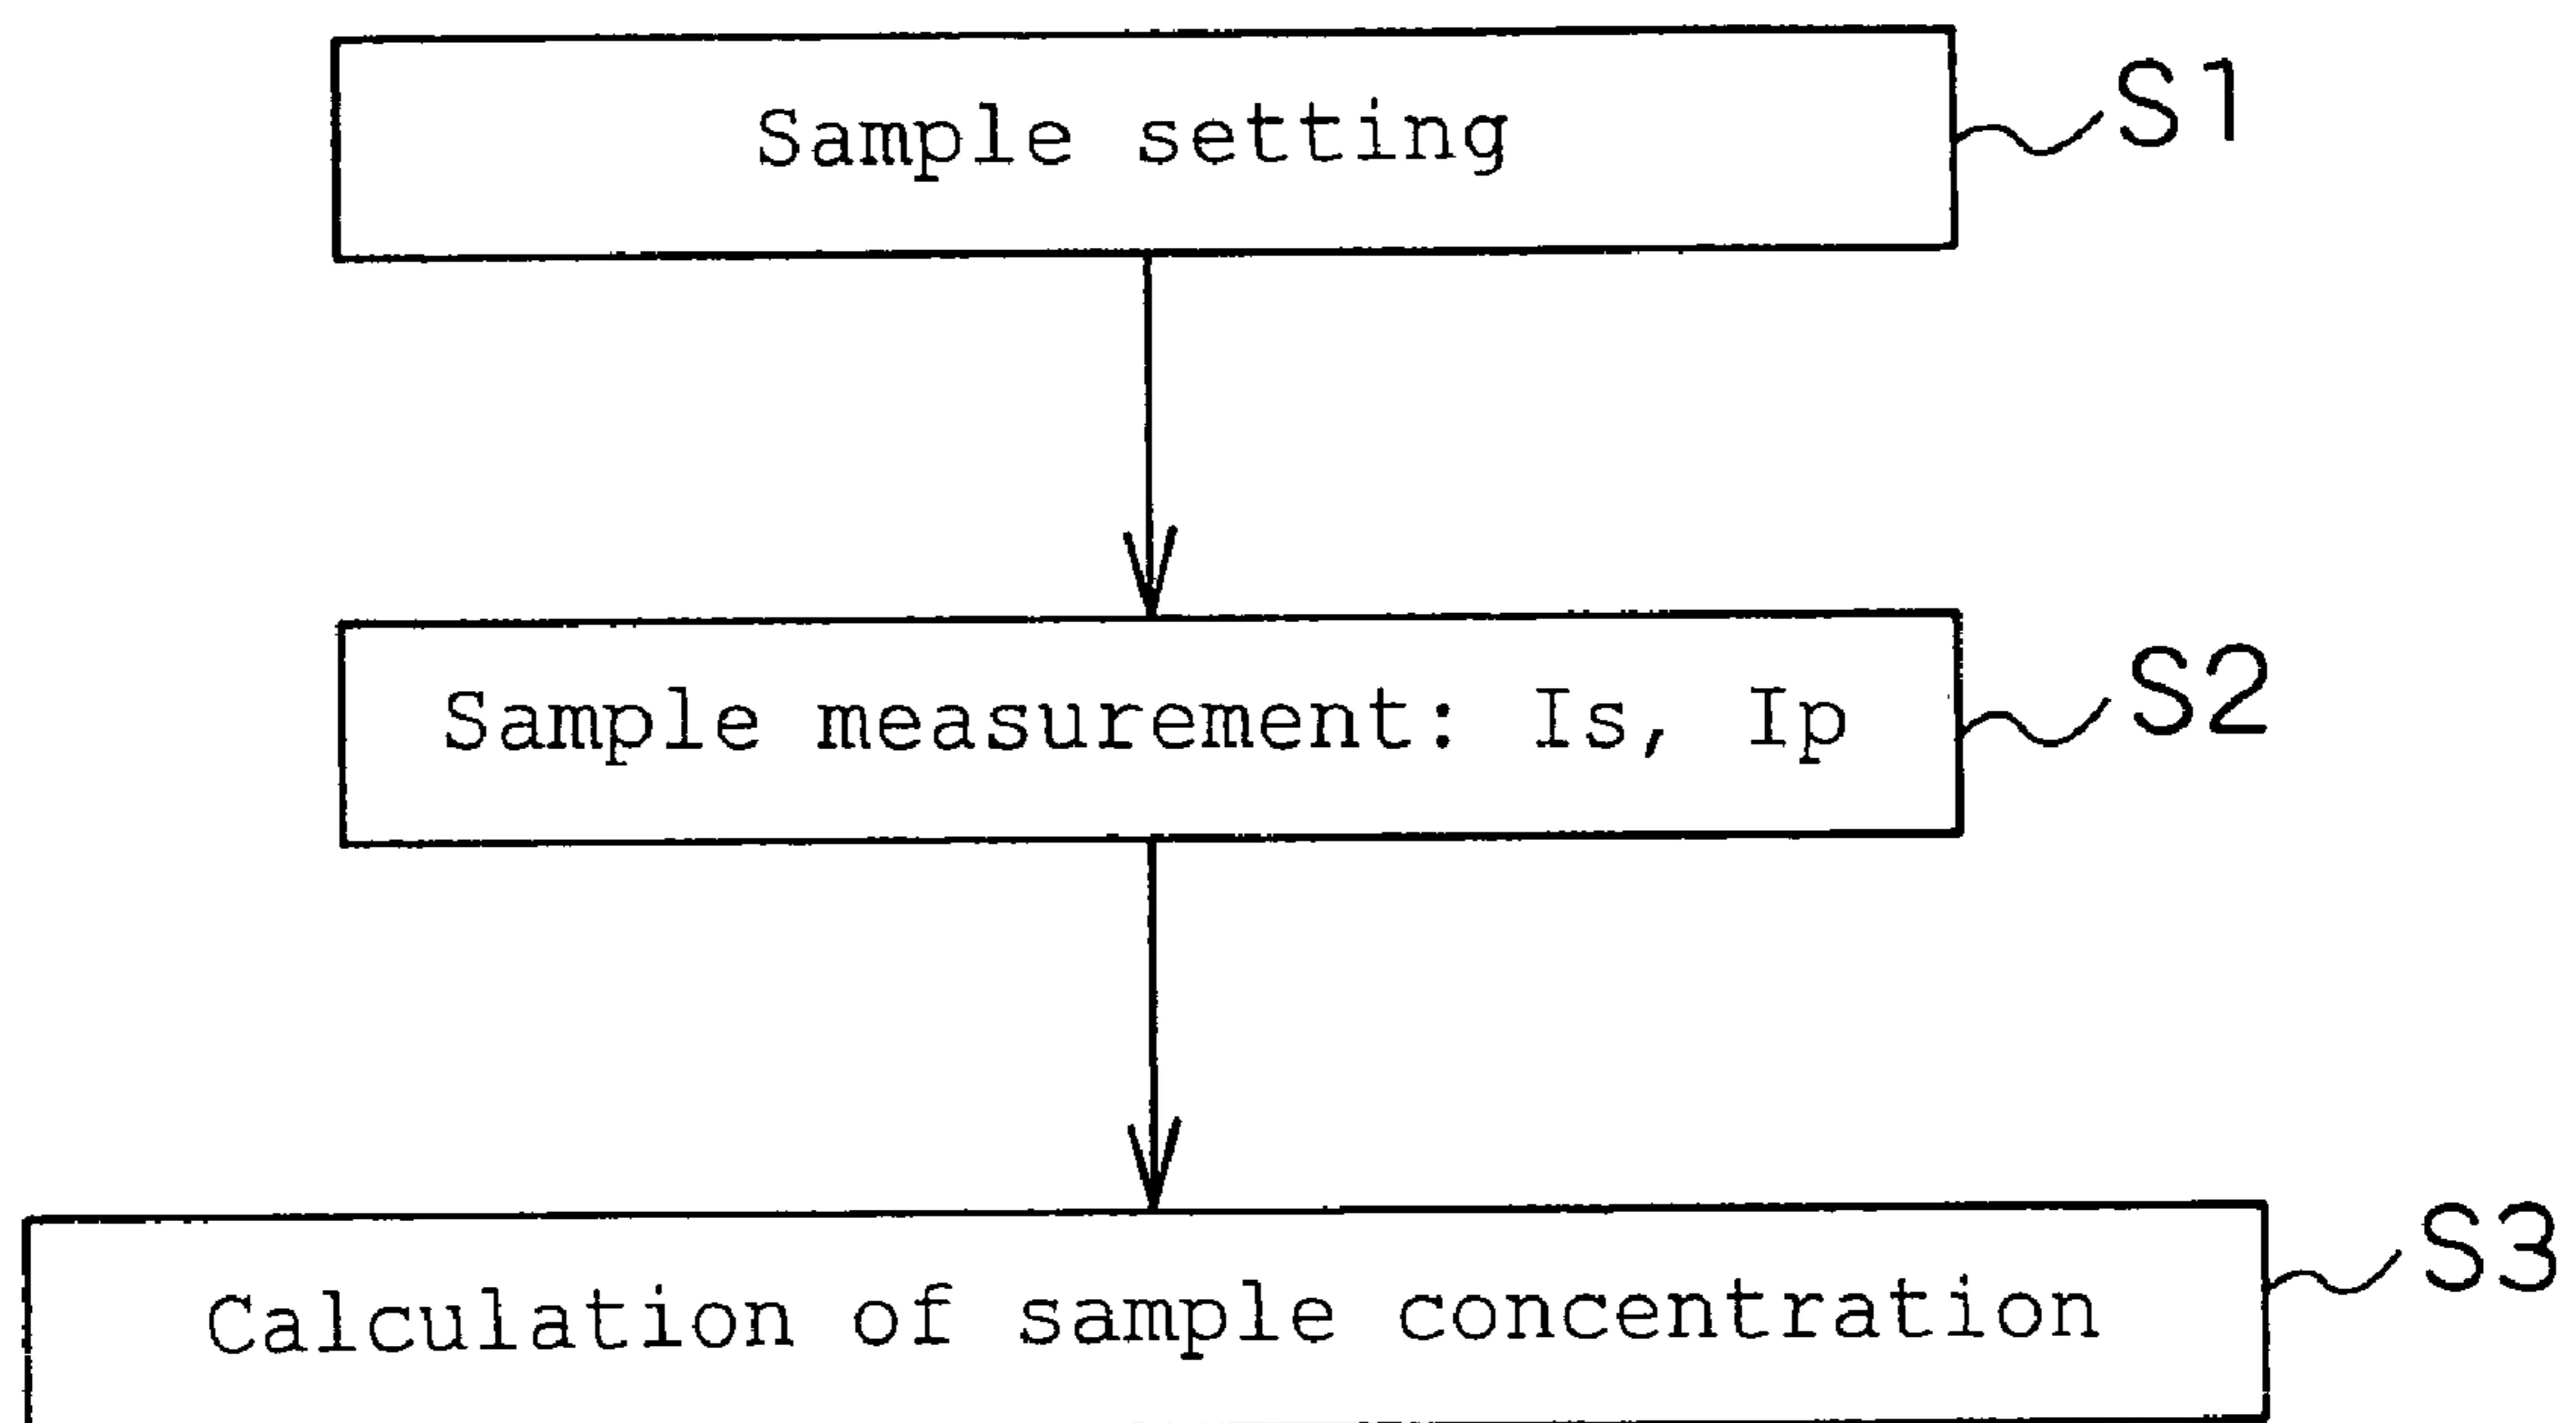 Sample setting
S1
Sample measurement: Is, Ip
S2
Calculation of sample concentration
S3